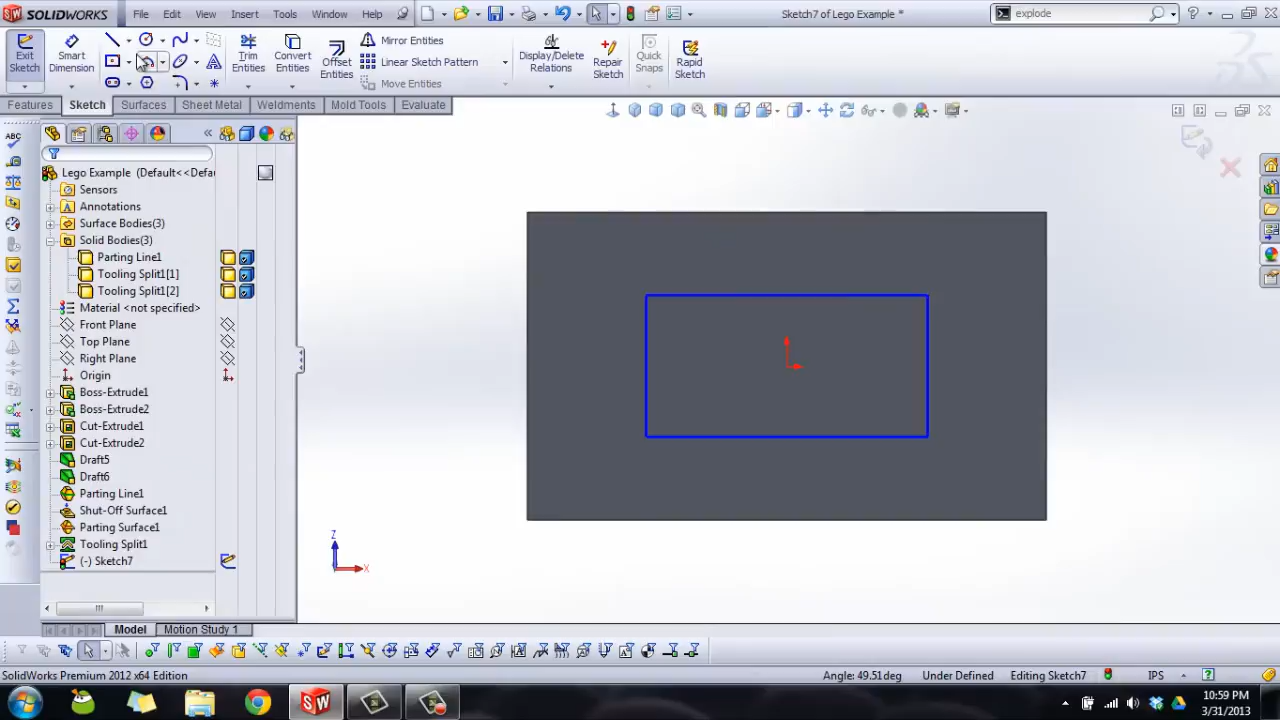 SOLIDWORKS File Edit View Insert Tools Window Help Sketch7 of Lego Example * explode
Exit Sketch Smart Dimension Trim Entities Convert Entities Offset Entities Mirror Entities Linear Sketch Pattern Move Entities Display/Delete Relations Repair Sketch Quick Snaps Rapid Sketch
Features Sketch Surfaces Sheet Metal Weldments Mold Tools Evaluate
Lego Example (Default<<Defau
Sensors
Annotations
Surface Bodies(3)
Solid Bodies(3)
Parting Line1
Tooling Split1[1]
Tooling Split1[2]
Material <not specified>
Front Plane
Top Plane
Right Plane
Origin
Boss-Extrude1
Boss-Extrude2
Cut-Extrude1
Cut-Extrude2
Draft5
Draft6
Parting Line1
Shut-Off Surface1
Parting Surface1
Tooling Split1
(-) Sketch7
Z
X
Model Motion Study 1
SolidWorks Premium 2012 x64 Edition Angle: 49.51deg Under Defined Editing Sketch7 IPS
10:59 PM
3/31/2013